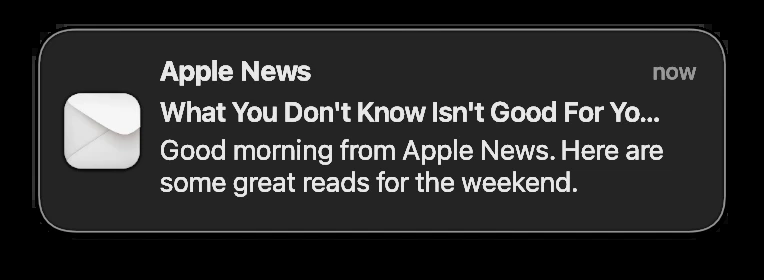 Apple News now
What You Don't Know Isn't Good For Yo...
Good morning from Apple News. Here are
some great reads for the weekend.